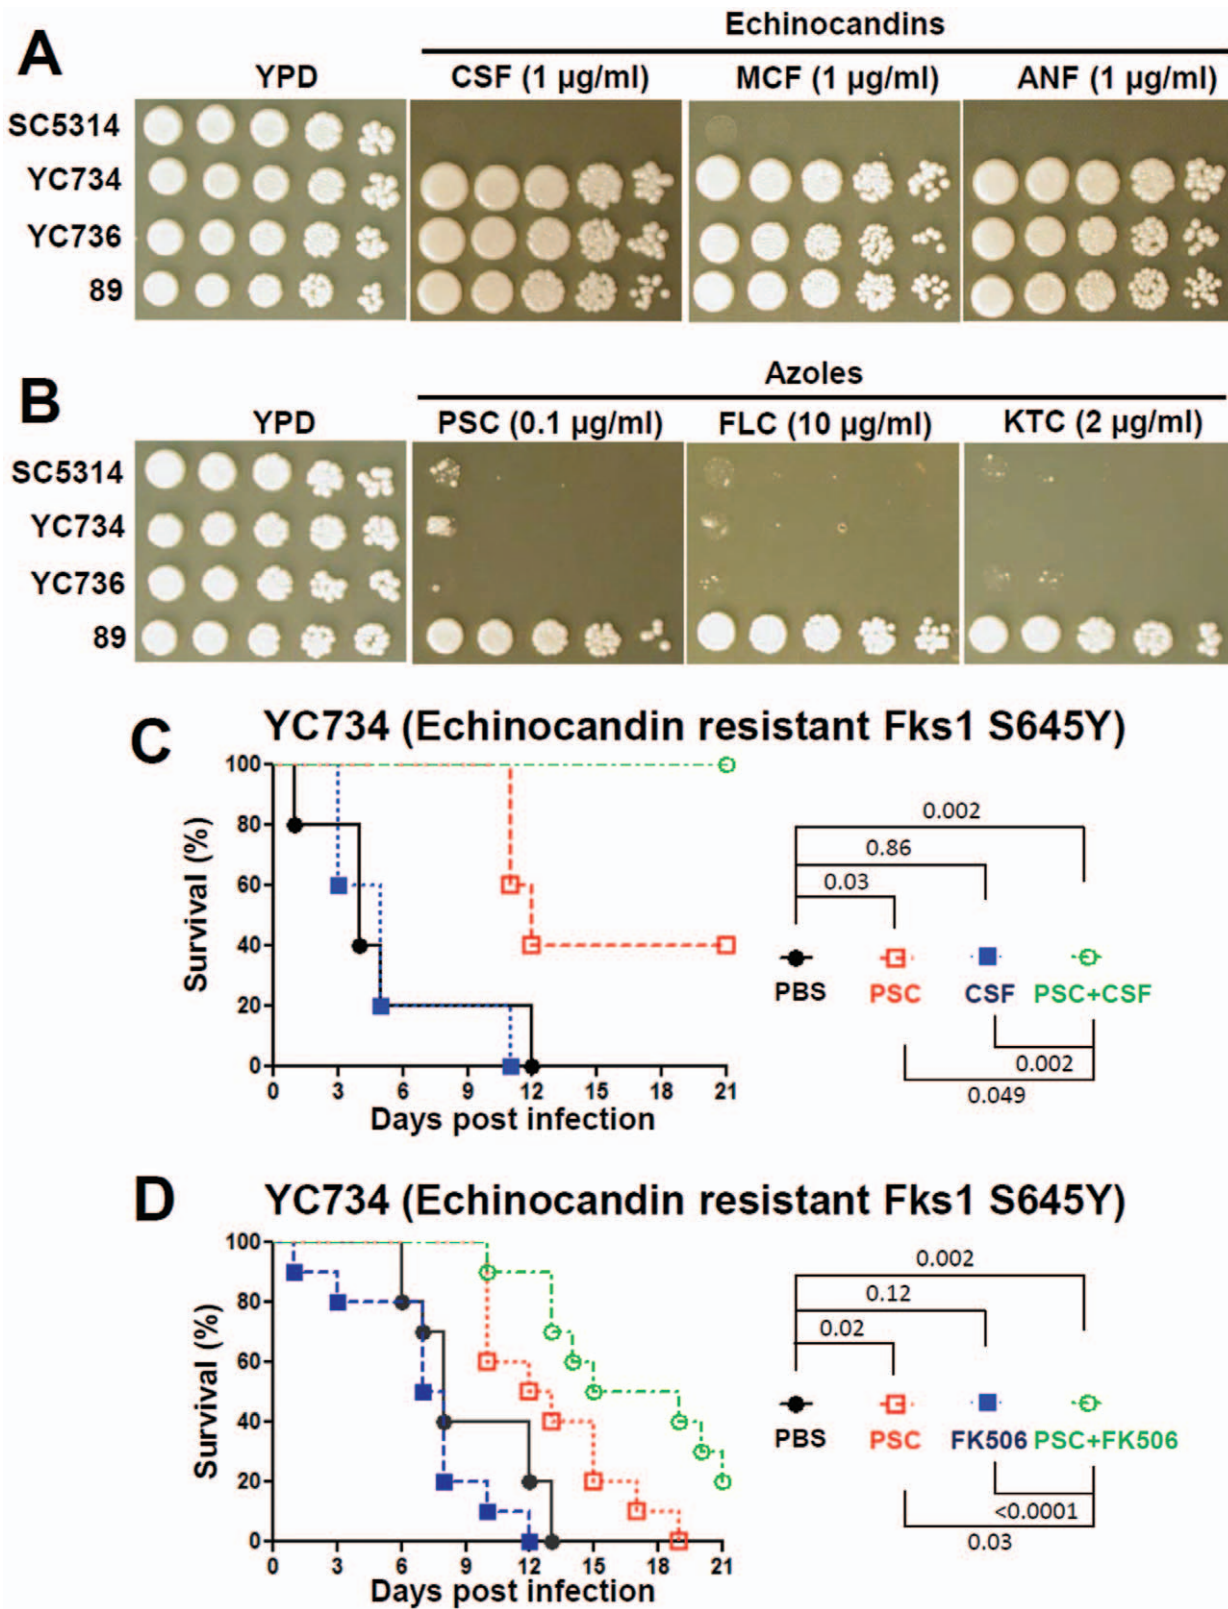 A
Echinocandins
YPD CSF (1 µg/ml) MCF (1 µg/ml) ANF (1 µg/ml)
SC5314
YC734
YC736
89
B
Azoles
YPD PSC (0.1 µg/ml) FLC (10 µg/ml) KTC (2 µg/ml)
SC5314
YC734
YC736
89
C YC734 (Echinocandin resistant Fks1 S645Y)
Survival (%)
100
80
60
40
20
0
0 3 6 9 12 15 18 21
Days post infection
0.002
0.86
0.03
PBS PSC CSF PSC+CSF
0.002
0.049
D YC734 (Echinocandin resistant Fks1 S645Y)
Survival (%)
100
80
60
40
20
0
0 3 6 9 12 15 18 21
Days post infection
0.002
0.12
0.02
PBS PSC FK506 PSC+FK506
<0.0001
0.03